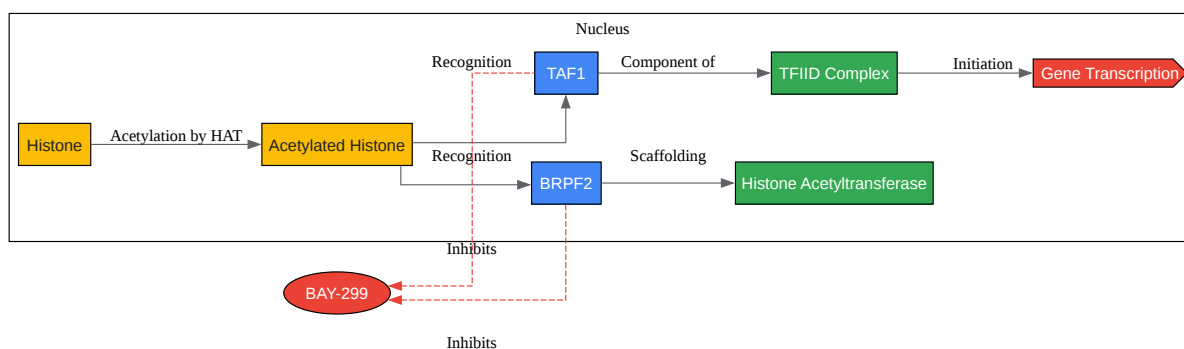 Nucleus
Recognition
TAF1
Component of
TFIID Complex
Initiation
Gene Transcription
Histone
Acetylation by HAT
Acetylated Histone
Recognition
BRPF2
Scaffolding
Histone Acetyltransferase
Inhibits
BAY-299
Inhibits